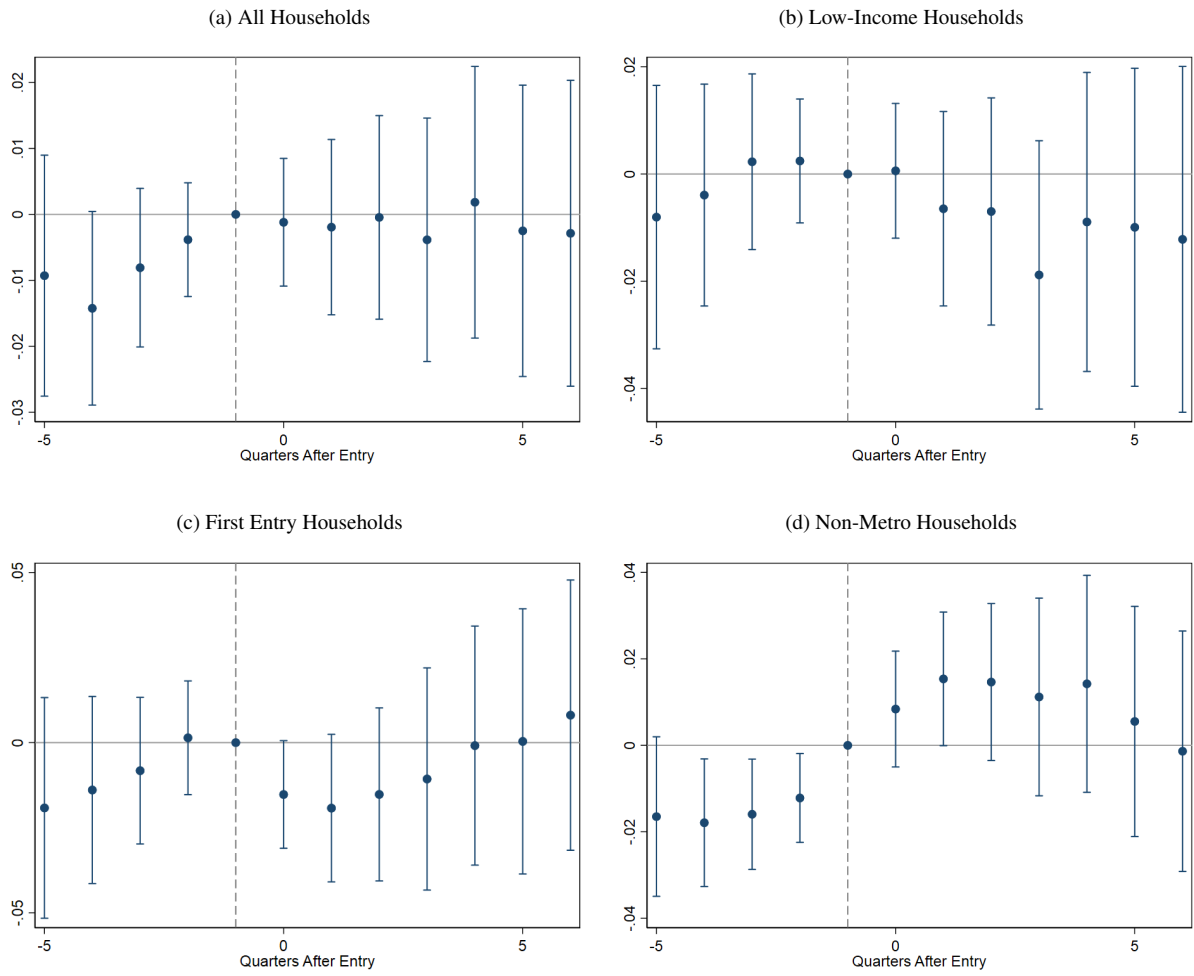 (a) All Households
.02
.01
0
-.01
-.02
-.03
-5 0 5
Quarters After Entry
(b) Low-Income Households
.02
0
-.02
-.04
-5 0 5
Quarters After Entry
(c) First Entry Households
.05
0
-.05
-5 0 5
Quarters After Entry
(d) Non-Metro Households
.04
.02
0
-.02
-.04
-5 0 5
Quarters After Entry